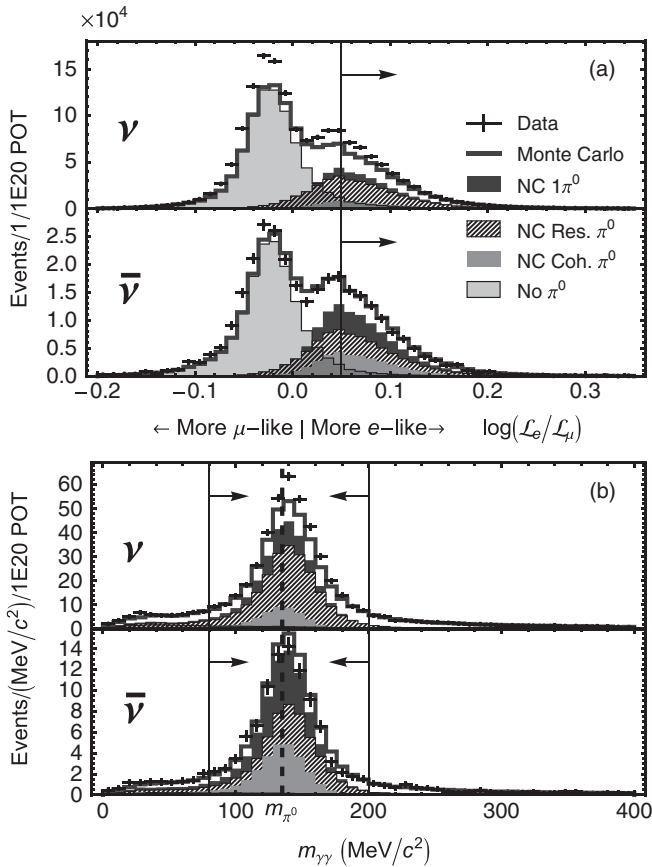 ×10⁴
Events/1/1E20 POT
15
10
5
0
ν
(a)
Data
Monte Carlo
NC 1π⁰
NC Res. π⁰
NC Coh. π⁰
No π⁰
2.5
2.0
1.5
1.0
0.5
0.0
ν̄
−0.2 −0.1 0.0 0.1 0.2 0.3
← More μ−like | More e−like→ log(ℒe/ℒμ)
Events/(MeV/c²)/1E20 POT
60
50
40
30
20
10
0
ν
(b)
14
12
10
8
6
4
2
0
ν̄
0 100 mπ⁰ 200 300 400
mγγ (MeV/c²)